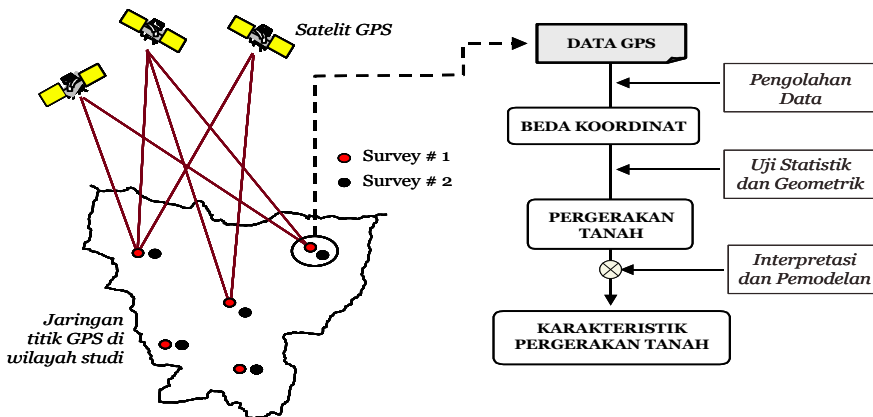 Satelit GPS
Survey # 1
Survey # 2
Jaringan
titik GPS di
wilayah studi
DATA GPS
Pengolahan
Data
BEDA KOORDINAT
Uji Statistik
dan Geometrik
PERGERAKAN
TANAH
Interpretasi
dan Pemodelan
KARAKTERISTIK
PERGERAKAN TANAH